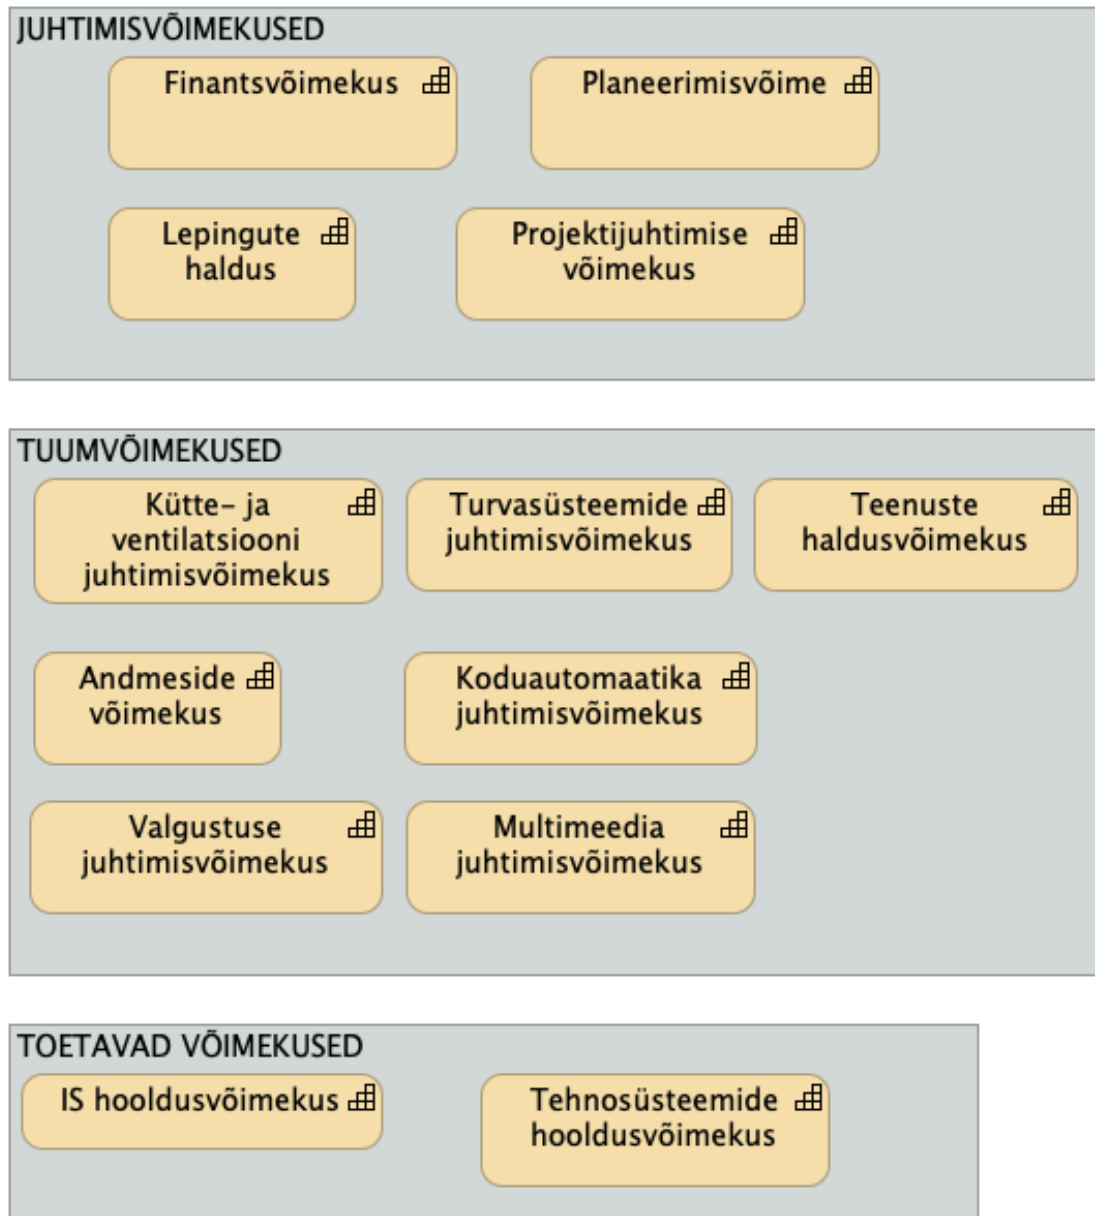 JUHTIMISVÕIMEKUSED
Finantsvõimekus
Planeerimisvõime
Lepingute
haldus
Projektijuhtimise
võimekus
TUUMVÕIMEKUSED
Kütte- ja
ventilatsiooni
juhtimisvõimekus
Turvasüsteemide
juhtimisvõimekus
Teenuste
haldusvõimekus
Andmeside
võimekus
Koduautomaatika
juhtimisvõimekus
Valgustuse
juhtimisvõimekus
Multimeedia
juhtimisvõimekus
TOETAVAD VÕIMEKUSED
IS hooldusvõimekus
Tehnosüsteemide
hooldusvõimekus